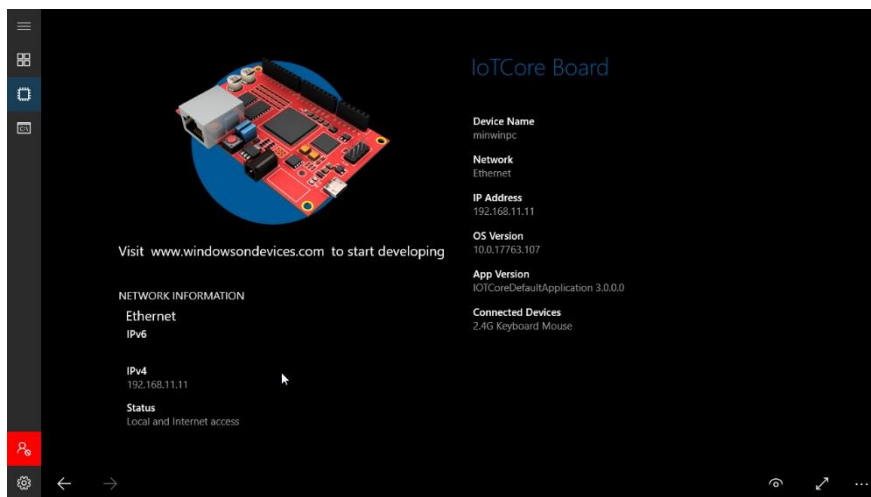 IoTCore Board
Device Name
minwinpc
Network
Ethernet
IP Address
192.168.11.11
OS Version
10.0.17763.107
App Version
IOTCoreDefaultApplication 3.0.0.0
Connected Devices
2.4G Keyboard Mouse
Visit www.windowsondevices.com to start developing
NETWORK INFORMATION
Ethernet
IPv6
IPv4
192.168.11.11
Status
Local and Internet access